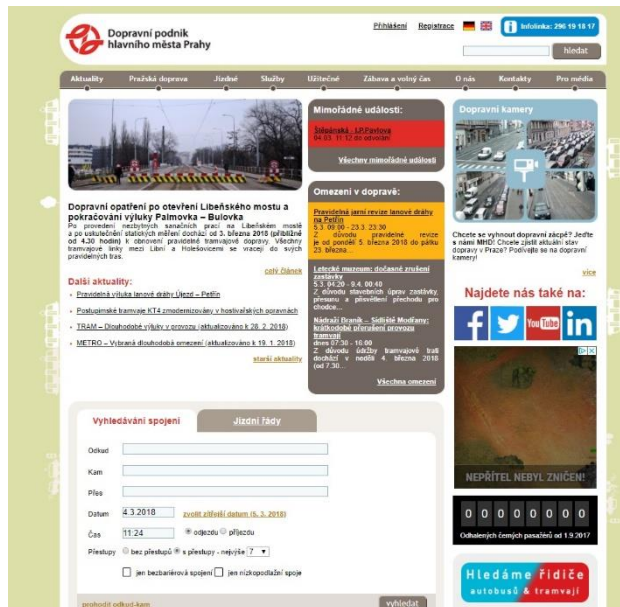 Dopravní podnik
hlavního města Prahy
Přihlášení Registrace
Infolinka: 296 19 18 17
hledat
Aktuality Pražská doprava Jízdné Služby Užitečné Zábava a volný čas O nás Kontakty Pro média
Dopravní opatření po otevření Libeňského mostu a
pokračování výluky Palmovka – Bulovka
Po provedení nezbytných sanačních prací na Libeňském mostě
a po uskutečnění statických měření dochází od 3. března 2018 (přibližně
od 4.30 hodin) k obnovení pravidelné tramvajové dopravy. Všechny
tramvajové linky mezi Libní a Holešovicemi se vracejí do svých
pravidelných tras.
celý článek
Další aktuality:
Pravidelná výluka lanové dráhy Újezd – Petřín
Postupimské tramvaje KT4 zmodernizovány v hostivařských opravnách
TRAM – Dlouhodobé výluky v provozu (aktualizováno k 28. 2. 2018)
METRO – Vybraná dlouhodobá omezení (aktualizováno k 19. 1. 2018)
starší aktuality
Mimořádné události:
Štěpánská - I.P.Pavlova
04.03. 11:12 do odvolání
Všechny mimořádné události
Omezení v dopravě:
Pravidelná jarní revize lanové dráhy
na Petřín
5.3. 00:00 - 23.3. 23:30
Z důvodu pravidelné revize
je od pondělí 5. března 2018 do pátku
23. března...
Letecké muzeum: dočasné zrušení
zastávky
5.3. 04:20 - 9.4. 00:40
Z důvodu stavebních úprav zastávky,
přesunu a přisvětlení přechodu pro
chodce...
Nádraží Braník – Sídliště Modřany:
krátkodobé přerušení provozu
tramvají
dnes 07:30 - 16:00
Z důvodu údržby tramvajové trati
dochází v neděli 4. března 2018
(od 7.30...
Všechna omezení
Dopravní kamery
Chcete se vyhnout dopravní zácpě? Jeďte
s námi MHD! Chcete zjistit aktuální stav
dopravy v Praze? Podívejte se na dopravní
kamery!
více
Najdete nás také na:
f You Tube in
NEPŘÍTEL NEBYL ZNIČEN!
0 0 0 0 0 0 0 0
Odhalených černých pasažérů od 1.9.2017
Hledáme řidiče
autobusů & tramvají
Vyhledávání spojení Jízdní řády
Odkud
Kam
Přes
Datum 4.3.2018 zvolit zítřejší datum (5. 3. 2018)
Čas 11:24 odjezdu příjezdu
Přestupy bez přestupů s přestupy - nejvýše 7
jen bezbariérová spojení jen nízkopodlažní spoje
prohodit odkud-kam
vyhledat